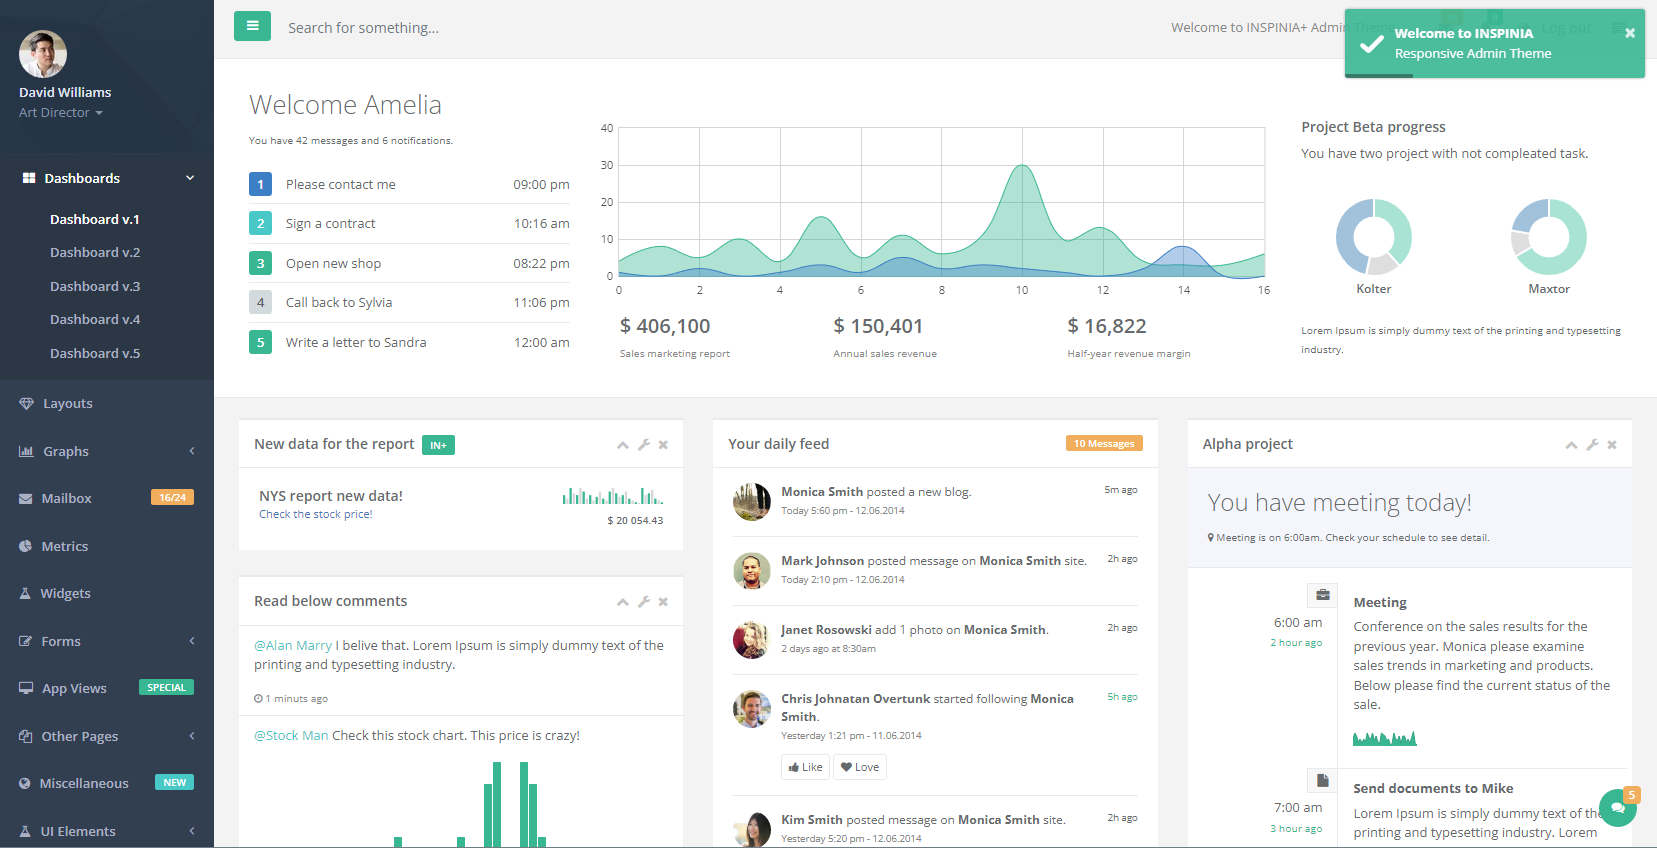 David Williams
Art Director
Dashboards
Dashboard v.1
Dashboard v.2
Dashboard v.3
Dashboard v.4
Dashboard v.5
Layouts
Graphs
Mailbox 16/24
Metrics
Widgets
Forms
App Views SPECIAL
Other Pages
Miscellaneous NEW
UI Elements
Search for something...
Welcome to INSPINIA+ Admin Theme
Log out
Welcome to INSPINIA
Responsive Admin Theme
Welcome Amelia
You have 42 messages and 6 notifications.
1 Please contact me 09:00 pm
2 Sign a contract 10:16 am
3 Open new shop 08:22 pm
4 Call back to Sylvia 11:06 pm
5 Write a letter to Sandra 12:00 am
40
30
20
10
0
0 2 4 6 8 10 12 14 16
$ 406,100 $ 150,401 $ 16,822
Sales marketing report Annual sales revenue Half-year revenue margin
Project Beta progress
You have two project with not compleated task.
Kolter Maxtor
Lorem Ipsum is simply dummy text of the printing and typesetting
industry.
New data for the report IN+
NYS report new data!
Check the stock price!
$ 20 054.43
Read below comments
@Alan Marry I belive that. Lorem Ipsum is simply dummy text of the
printing and typesetting industry.
1 minuts ago
@Stock Man Check this stock chart. This price is crazy!
Your daily feed 10 Messages
Monica Smith posted a new blog. 5m ago
Today 5:60 pm - 12.06.2014
Mark Johnson posted message on Monica Smith site. 2h ago
Today 2:10 pm - 12.06.2014
Janet Rosowski add 1 photo on Monica Smith. 2h ago
2 days ago at 8:30am
Chris Johnatan Overtunk started following Monica 5h ago
Smith.
Yesterday 1:21 pm - 11.06.2014
Like Love
Kim Smith posted message on Monica Smith site. 2h ago
Yesterday 5:20 pm - 12.06.2014
Alpha project
You have meeting today!
Meeting is on 6:00am. Check your schedule to see detail.
6:00 am
2 hour ago
Meeting
Conference on the sales results for the
previous year. Monica please examine
sales trends in marketing and products.
Below please find the current status of the
sale.
7:00 am
3 hour ago
Send documents to Mike
Lorem Ipsum is simply dummy text of the
printing and typesetting industry. Lorem
5